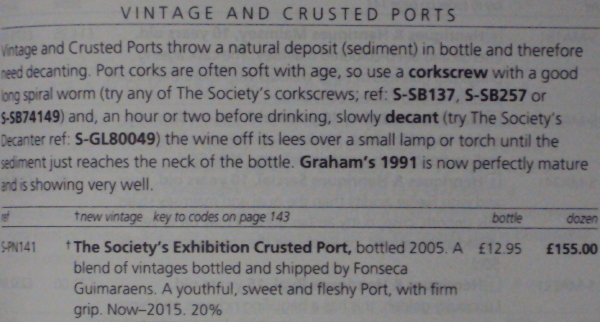 VINTAGE AND CRUSTED PORTS
Vintage and Crusted Ports throw a natural deposit (sediment) in bottle and therefore
need decanting. Port corks are often soft with age, so use a corkscrew with a good
long spiral worm (try any of The Society's corkscrews; ref: S-SB137, S-SB257 or
S-SB74149) and, an hour or two before drinking, slowly decant (try The Society's
Decanter ref: S-GL80049) the wine off its lees over a small lamp or torch until the
sediment just reaches the neck of the bottle. Graham's 1991 is now perfectly mature
and is showing very well.
ref †new vintage key to codes on page 143 bottle dozen
S-PN141 †The Society's Exhibition Crusted Port, bottled 2005. A £12.95 £155.00
blend of vintages bottled and shipped by Fonseca
Guimaraens. A youthful, sweet and fleshy Port, with firm
grip. Now–2015. 20%